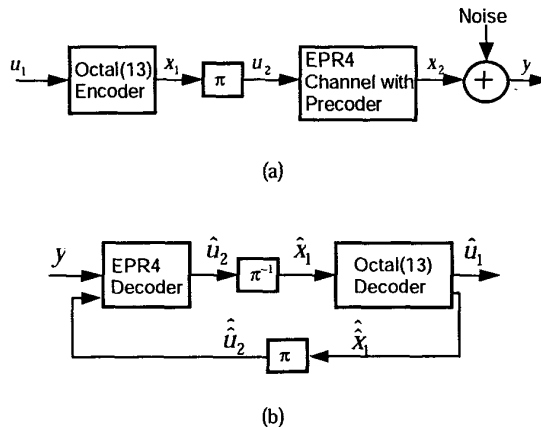 Noise
u₁
Octal(13)
Encoder
x₁
π
u₂
EPR4
Channel with
Precoder
x₂
+
y
(a)
y
EPR4
Decoder
û₂
π⁻¹
x̂₁
Octal(13)
Decoder
û₁
û̂₂
π
x̂̂₁
(b)